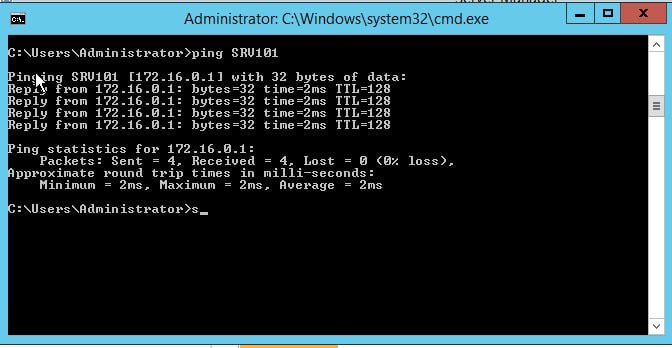 Administrator: C:\Windows\system32\cmd.exe
C:\Users\Administrator>ping SRV101
Pinging SRV101 [172.16.0.1] with 32 bytes of data:
Reply from 172.16.0.1: bytes=32 time=2ms TTL=128
Reply from 172.16.0.1: bytes=32 time=2ms TTL=128
Reply from 172.16.0.1: bytes=32 time=2ms TTL=128
Reply from 172.16.0.1: bytes=32 time=2ms TTL=128
Ping statistics for 172.16.0.1:
    Packets: Sent = 4, Received = 4, Lost = 0 (0% loss),
Approximate round trip times in milli-seconds:
    Minimum = 2ms, Maximum = 2ms, Average = 2ms
C:\Users\Administrator>s_